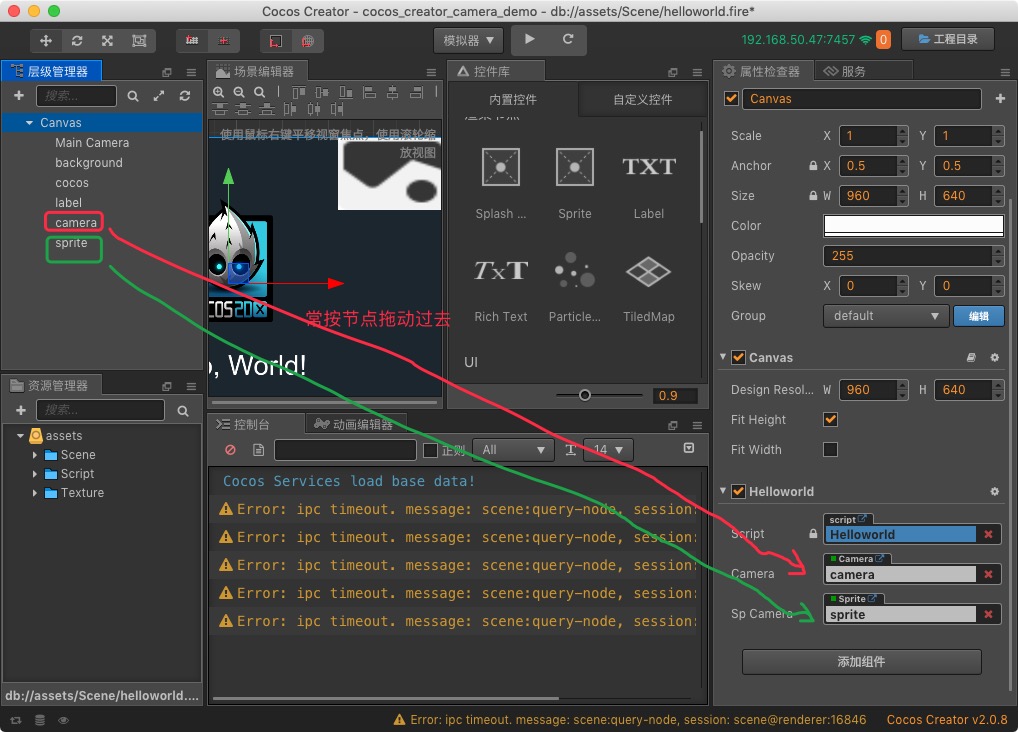 Cocos Creator - cocos_creator_camera_demo - db://assets/Scene/helloworld.fire*
模拟器
192.168.50.47:7457
0
工程目录
层级管理器
搜索...
Canvas
Main Camera
background
cocos
label
camera
sprite
场景编辑器
使用鼠标右键平移视窗焦点，使用滚轮缩
放视图
COCOS2DX
o, World!
常按节点拖动过去
控件库
内置控件
自定义控件
渲染节点
Splash ...
Sprite
TXT
Label
TXT
Rich Text
Particle...
TiledMap
UI
0.9
资源管理器
搜索...
assets
Scene
Script
Texture
db://assets/Scene/helloworld....
控制台
动画编辑器
正则
All
14
Cocos Services load base data!
Error: ipc timeout. message: scene:query-node, session:
Error: ipc timeout. message: scene:query-node, session:
Error: ipc timeout. message: scene:query-node, session:
Error: ipc timeout. message: scene:query-node, session:
Error: ipc timeout. message: scene:query-node, session:
属性检查器
服务
Canvas
Scale X 1 Y 1
Anchor X 0.5 Y 0.5
Size W 960 H 640
Color
Opacity 255
Skew X 0 Y 0
Group default 编辑
Canvas
Design Resol... W 960 H 640
Fit Height
Fit Width
Helloworld
script
Script Helloworld
Camera
Camera camera
Sprite
Sp Camera sprite
添加组件
Error: ipc timeout. message: scene:query-node, session: scene@renderer:16846
Cocos Creator v2.0.8